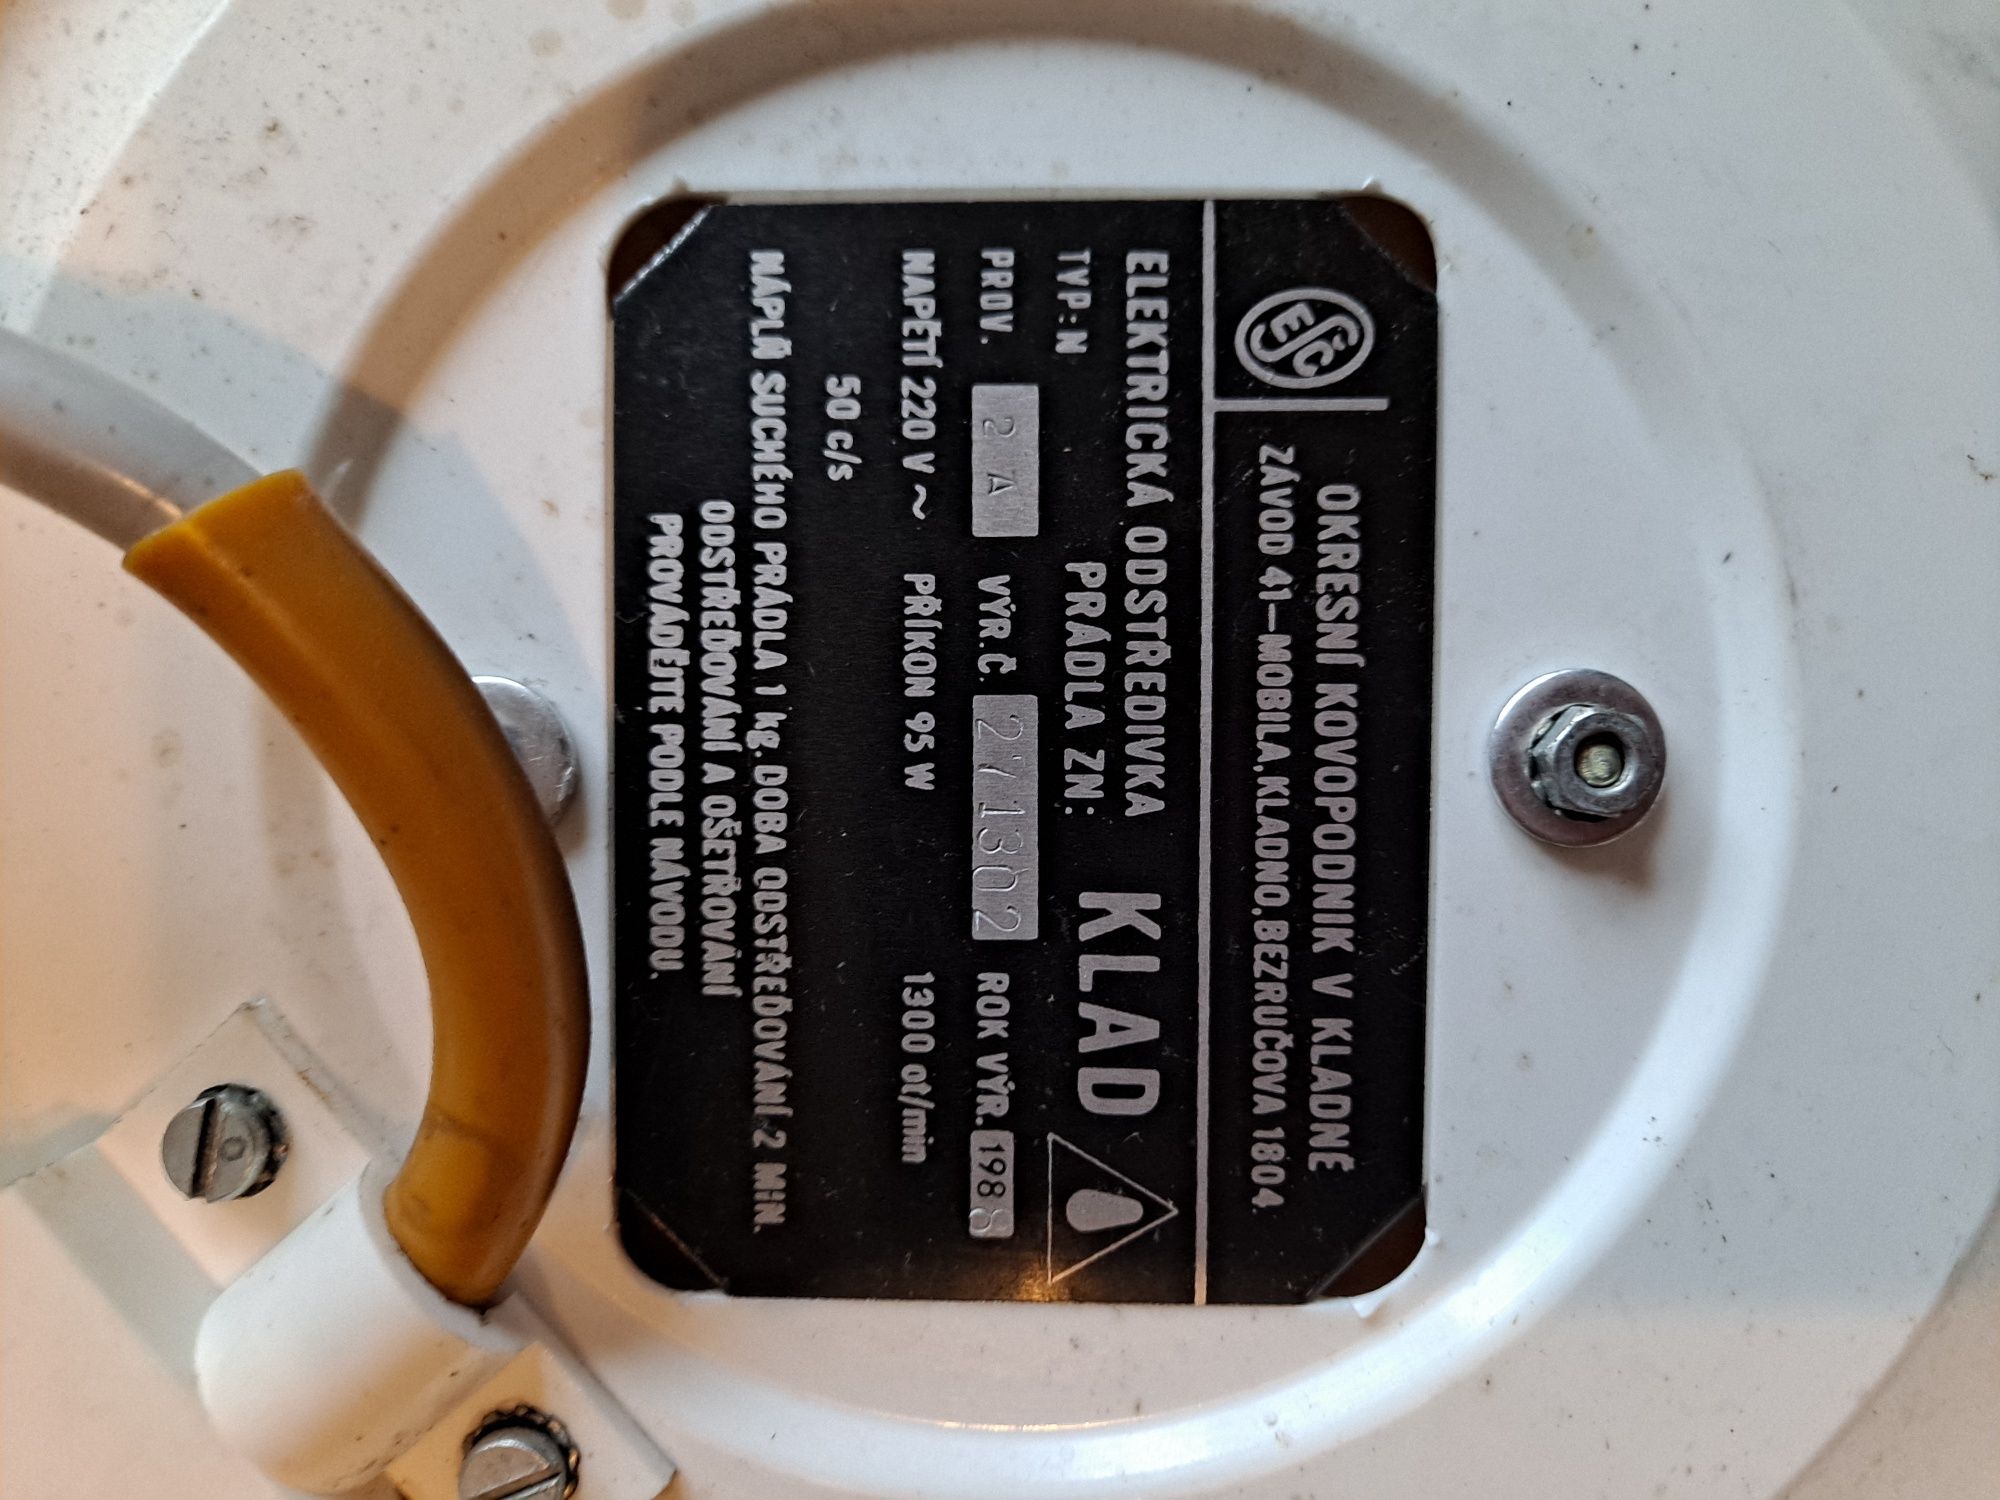 ESČ
OKRESNÍ KOVOPODNIK V KLADNĚ
ZÁVOD 41-MOBILA,KLADNO,BEZRUČOVA 1804.
ELEKTRICKÁ ODSTŘEDIVKA
PRÁDLA ZN: KLAD
TYP:N
PROV. 2 A VÝR.Č. 271302 ROK VÝR. 1988
NAPĚTÍ 220 V ~ PŘÍKON 95 W 1300 ot/min
50 c/s
NÁPLŇ SUCHÉHO PRÁDLA 1 kg. DOBA ODSTŘEĎOVÁNÍ 2 MIN.
ODSTŘEĎOVÁNÍ A OŠETŘOVÁNÍ
PROVÁDĚJTE PODLE NÁVODU.